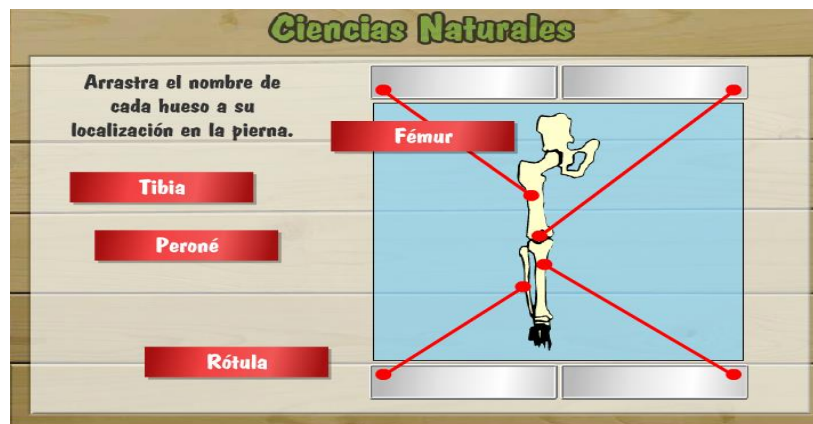 Ciencias Naturales
Arrastra el nombre de
cada hueso a su
localización en la pierna.
Fémur
Tibia
Peroné
Rótula